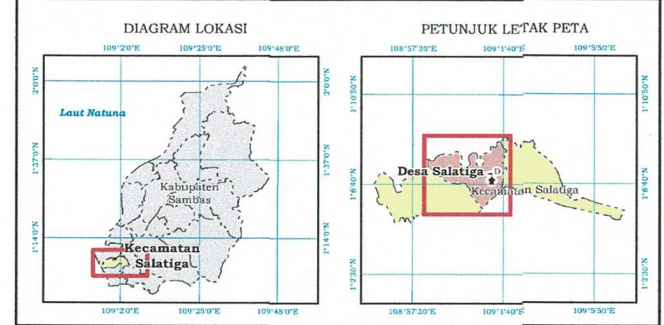 DIAGRAM LOKASI
109°2'0"E 109°25'0"E 109°48'0"E
2°0'0"N
2°0'0"N
Laut Natuna
1°37'0"N
1°37'0"N
Kabupaten
Sambas
1°14'0"N
1°14'0"N
Kecamatan
Salatiga
109°2'0"E 109°25'0"E 109°48'0"E
PETUNJUK LETAK PETA
108°57'30"E 109°1'40"E 109°5'50"E
1°10'50"N
1°10'50"N
Desa Salatiga
D
Kecamatan Salatiga
1°6'40"N
1°6'40"N
1°2'30"N
1°2'30"N
108°57'30"E 109°1'40"E 109°5'50"E